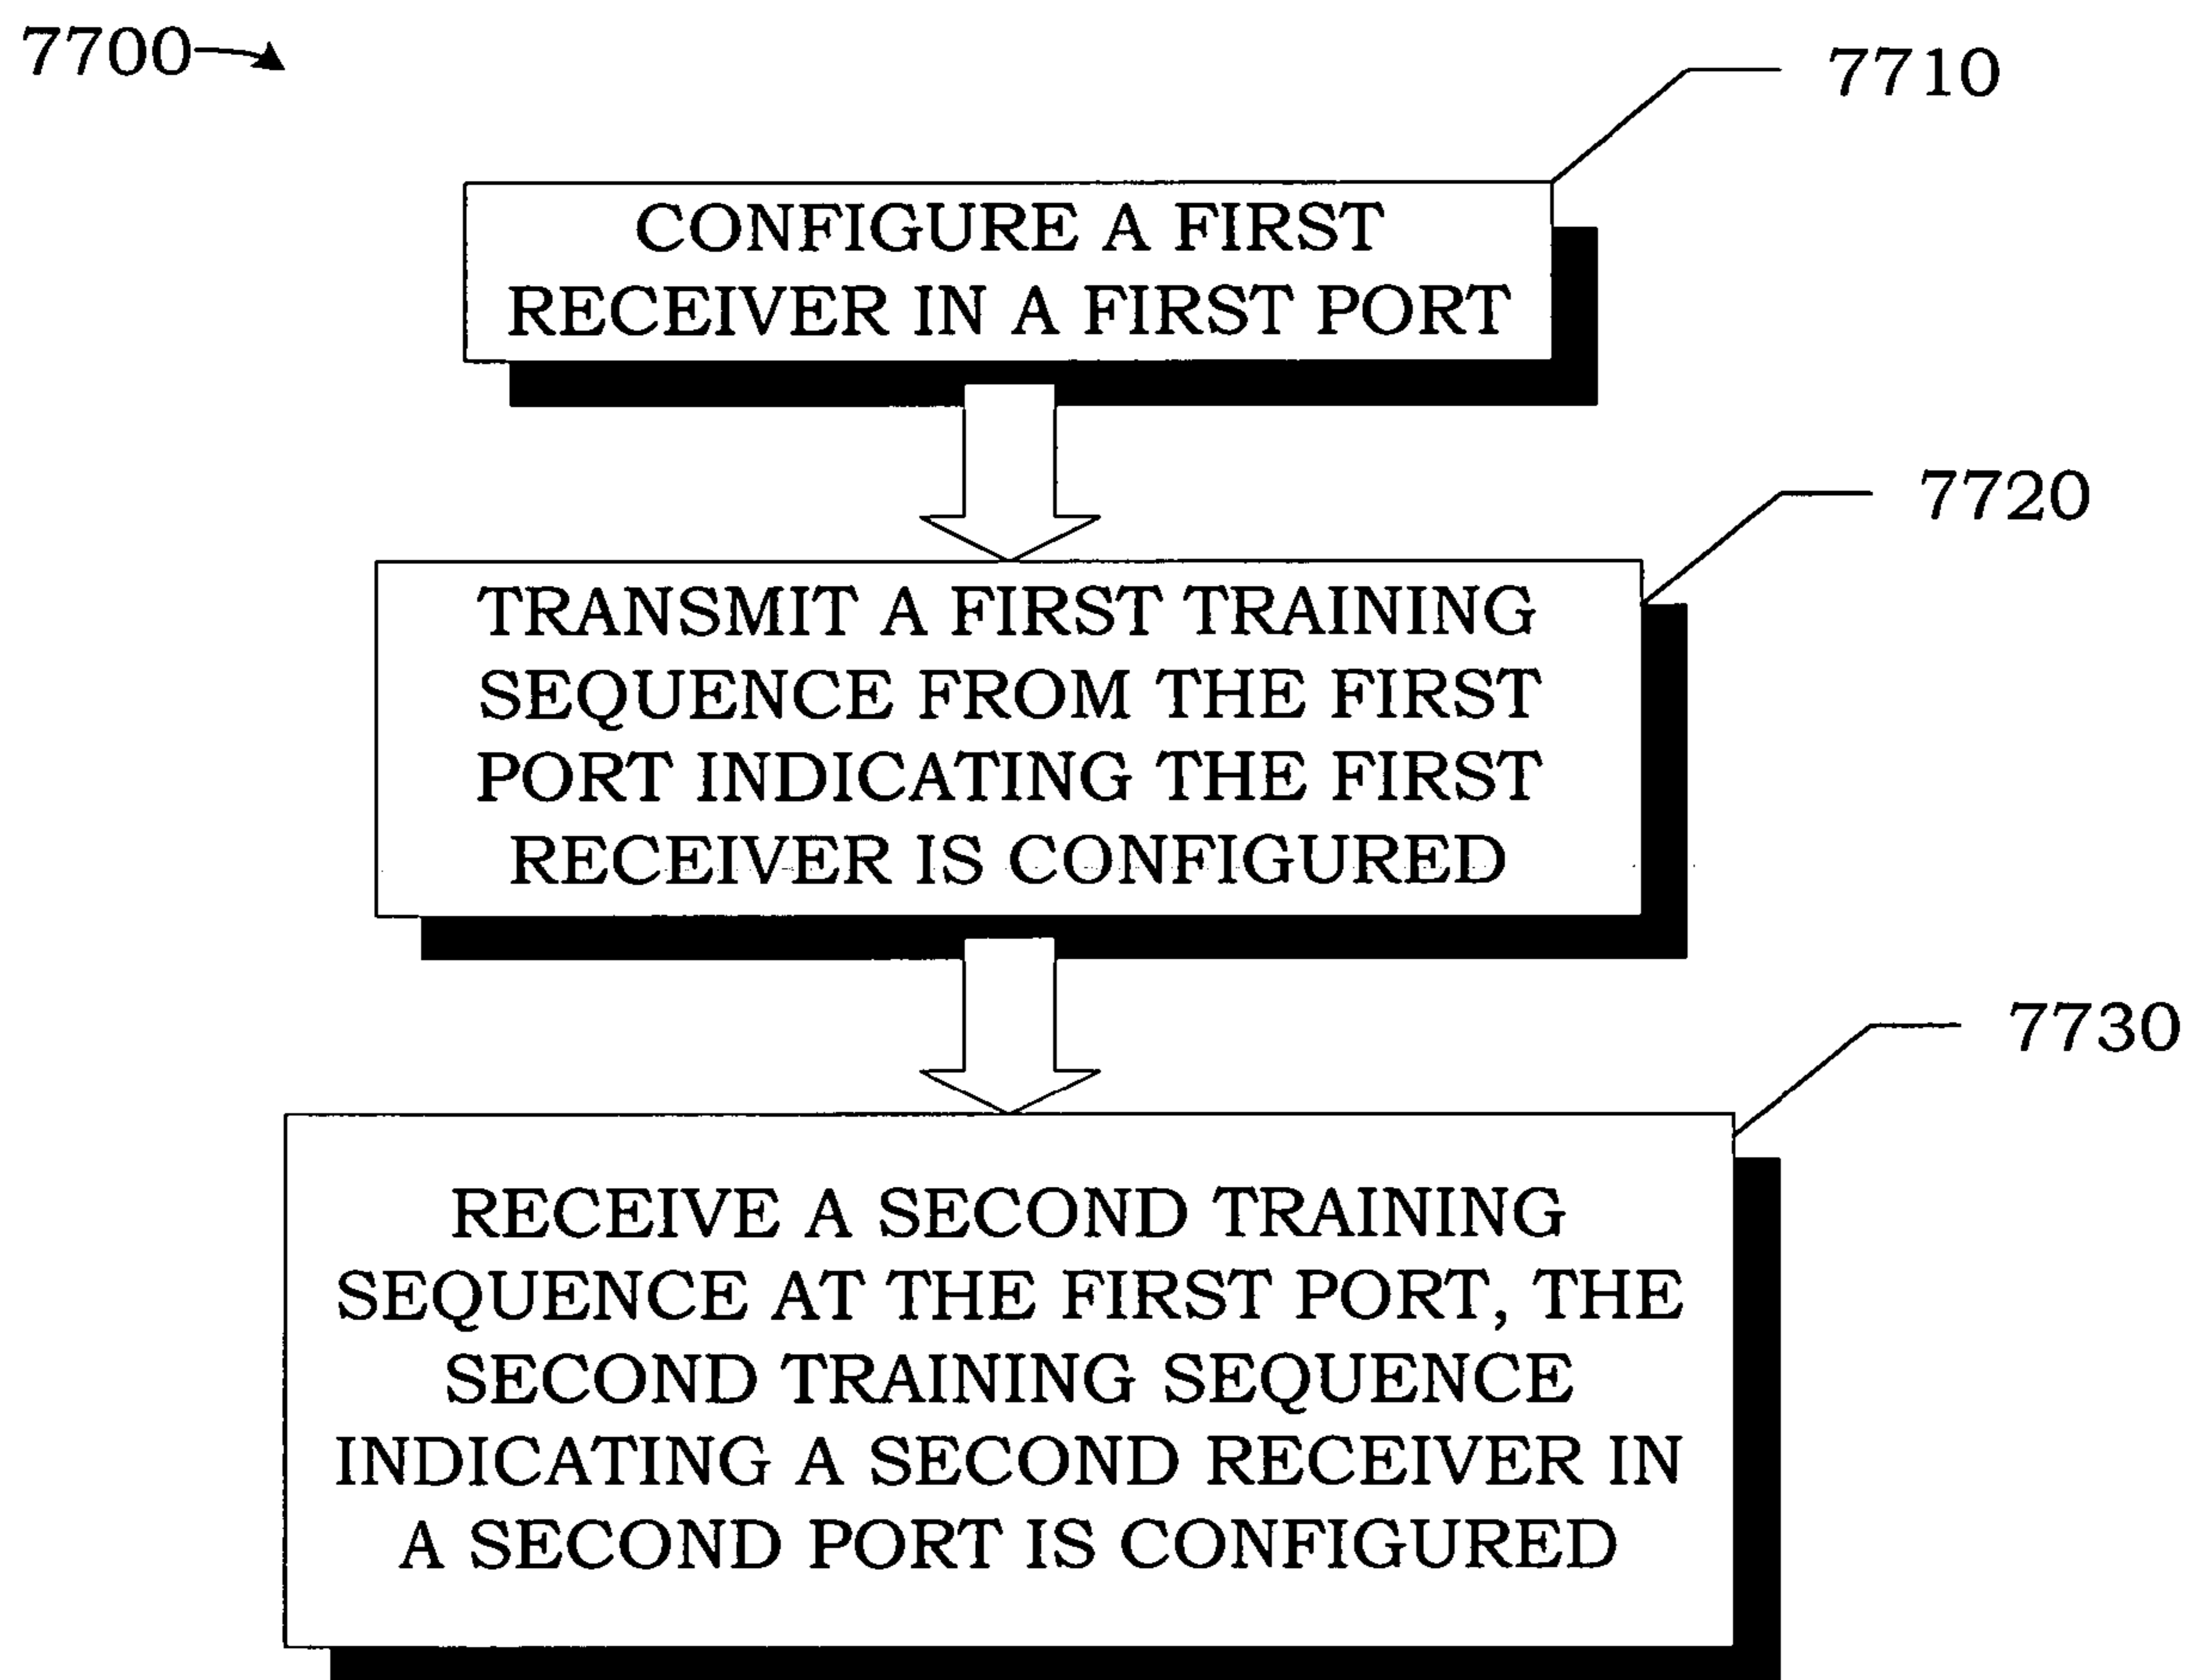 7700
7710
CONFIGURE A FIRST
RECEIVER IN A FIRST PORT
7720
TRANSMIT A FIRST TRAINING
SEQUENCE FROM THE FIRST
PORT INDICATING THE FIRST
RECEIVER IS CONFIGURED
7730
RECEIVE A SECOND TRAINING
SEQUENCE AT THE FIRST PORT, THE
SECOND TRAINING SEQUENCE
INDICATING A SECOND RECEIVER IN
A SECOND PORT IS CONFIGURED